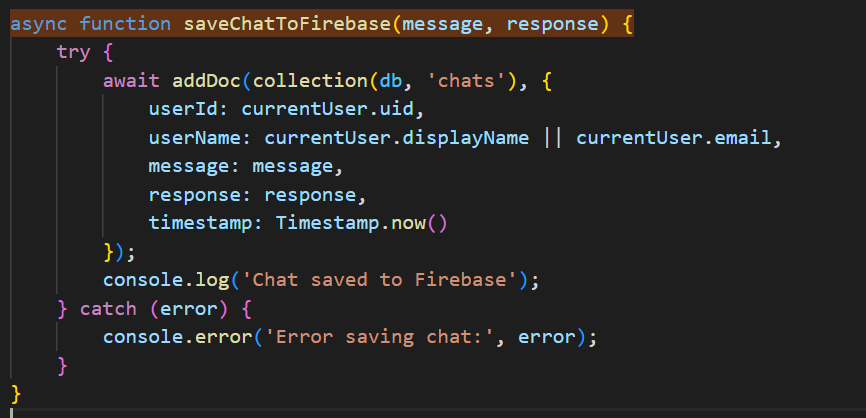 async function saveChatToFirebase(message, response) {
    try {
        await addDoc(collection(db, 'chats'), {
            userId: currentUser.uid,
            userName: currentUser.displayName || currentUser.email,
            message: message,
            response: response,
            timestamp: Timestamp.now()
        });
        console.log('Chat saved to Firebase');
    } catch (error) {
        console.error('Error saving chat:', error);
    }
}